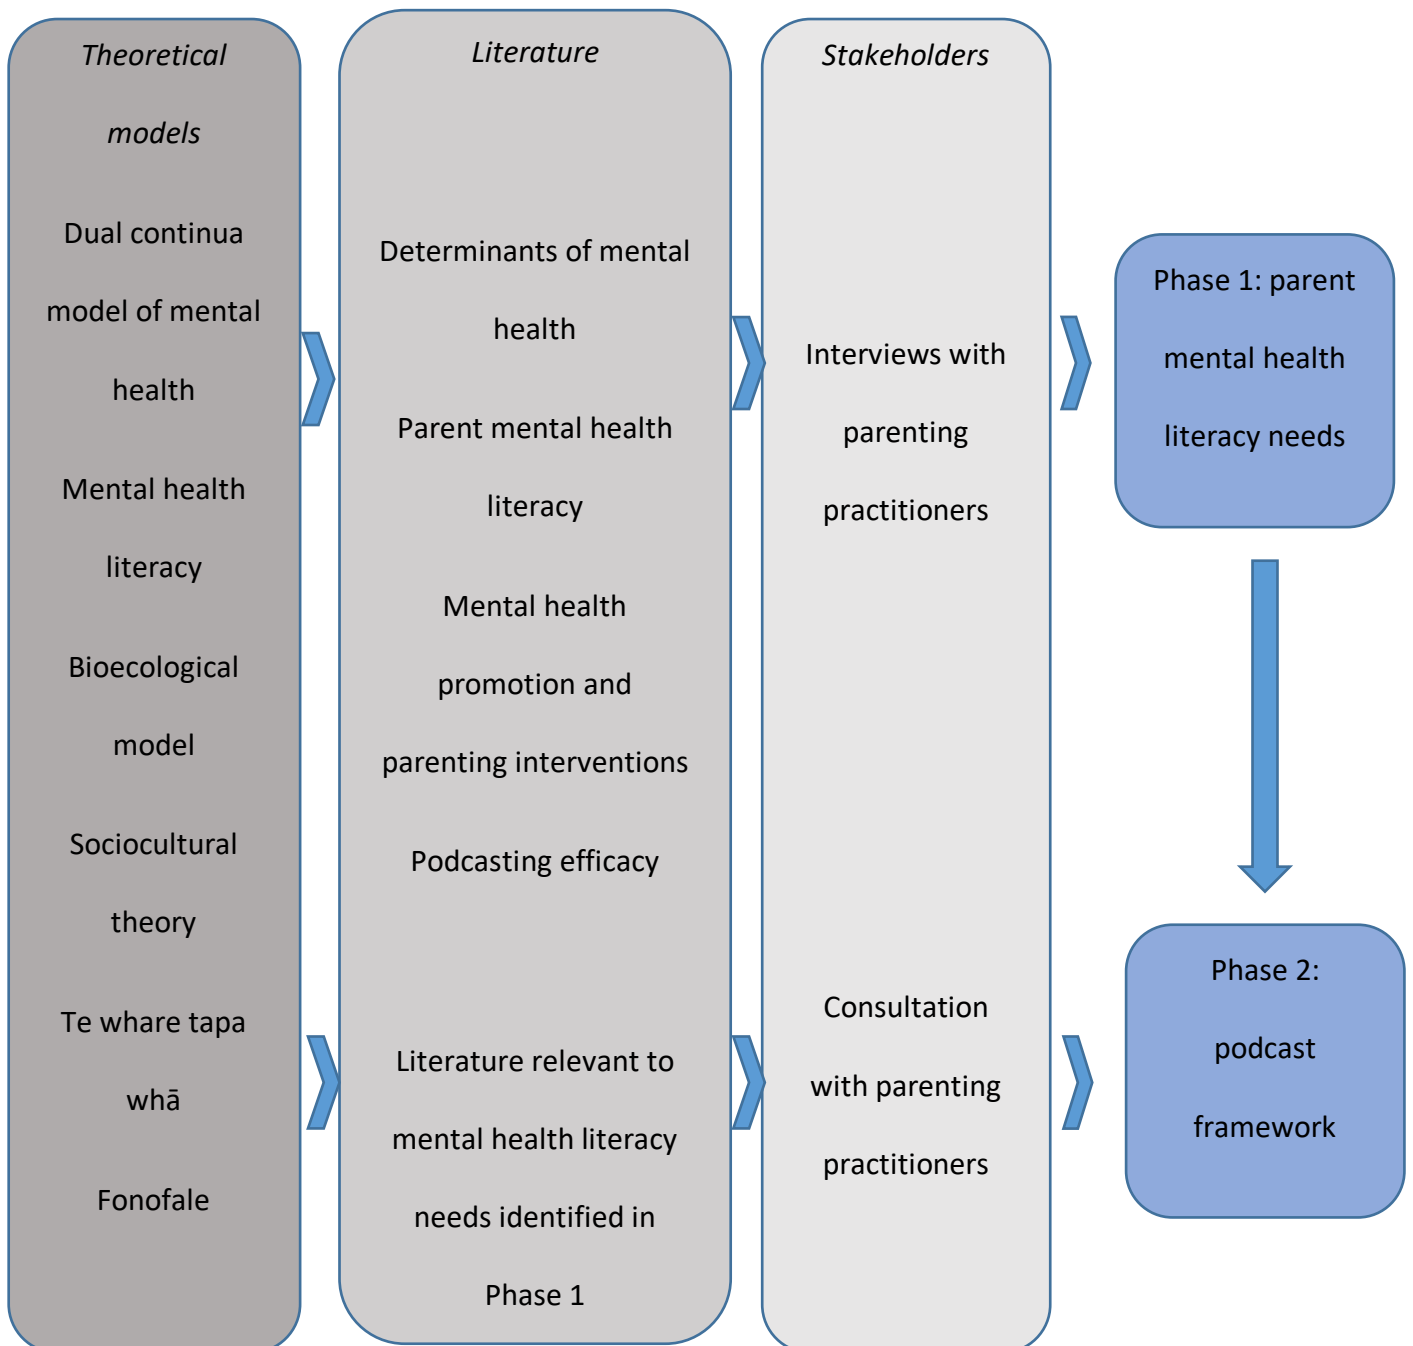 Theoretical
models
Dual continua
model of mental
health
Mental health
literacy
Bioecological
model
Sociocultural
theory
Te whare tapa
whā
Fonofale
Literature
Determinants of mental
health
Parent mental health
literacy
Mental health
promotion and
parenting interventions
Podcasting efficacy
Literature relevant to
mental health literacy
needs identified in
Phase 1
Stakeholders
Interviews with
parenting
practitioners
Consultation
with parenting
practitioners
Phase 1: parent
mental health
literacy needs
Phase 2:
podcast
framework